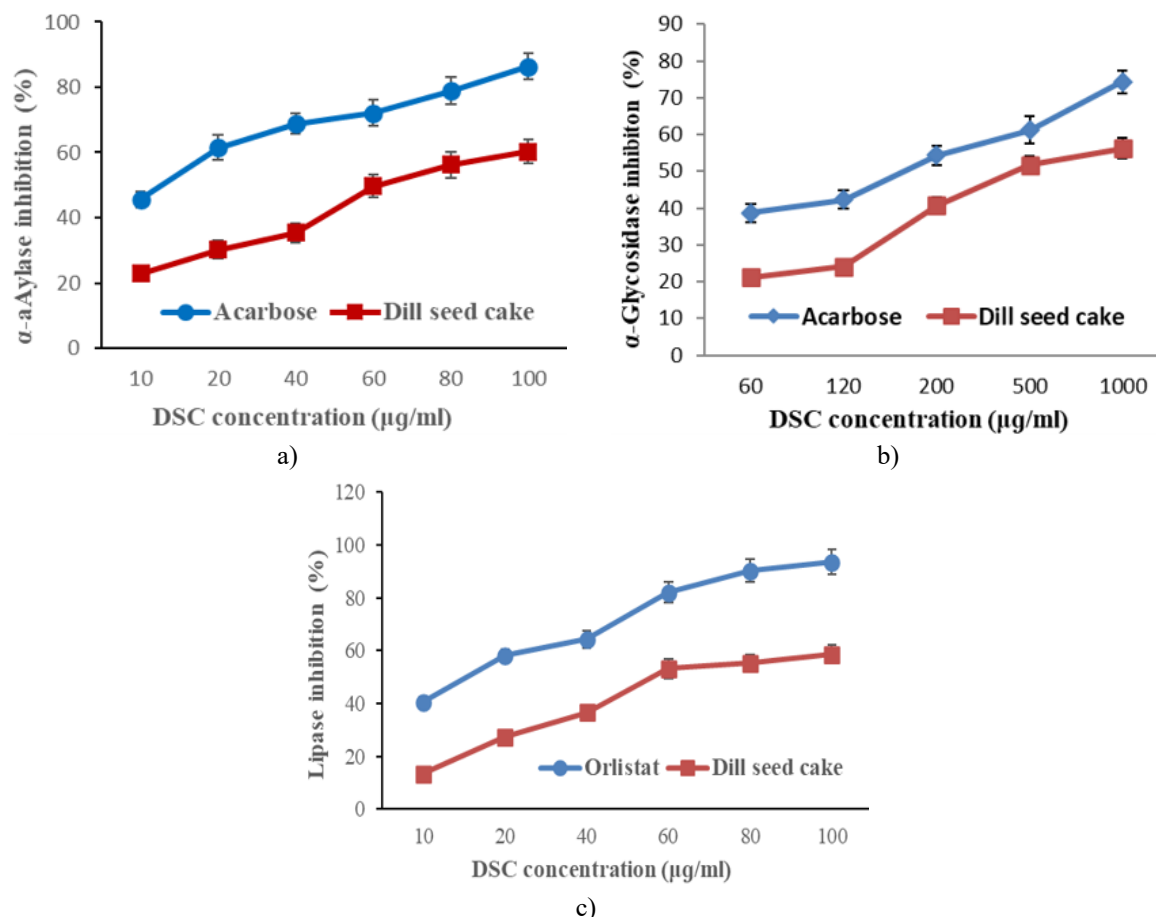 100
80
60
40
20
0
α-aAylase inhibition (%)
Acarbose Dill seed cake
10 20 40 60 80 100
DSC concentration (µg/ml)
a)
90
80
70
60
50
40
30
20
10
0
α-Glycosidase inhibiton (%)
Acarbose Dill seed cake
60 120 200 500 1000
DSC concentration (µg/ml)
b)
120
100
80
60
40
20
0
Lipase inhibition (%)
Orlistat Dill seed cake
10 20 40 60 80 100
DSC concentration (µg/ml)
c)